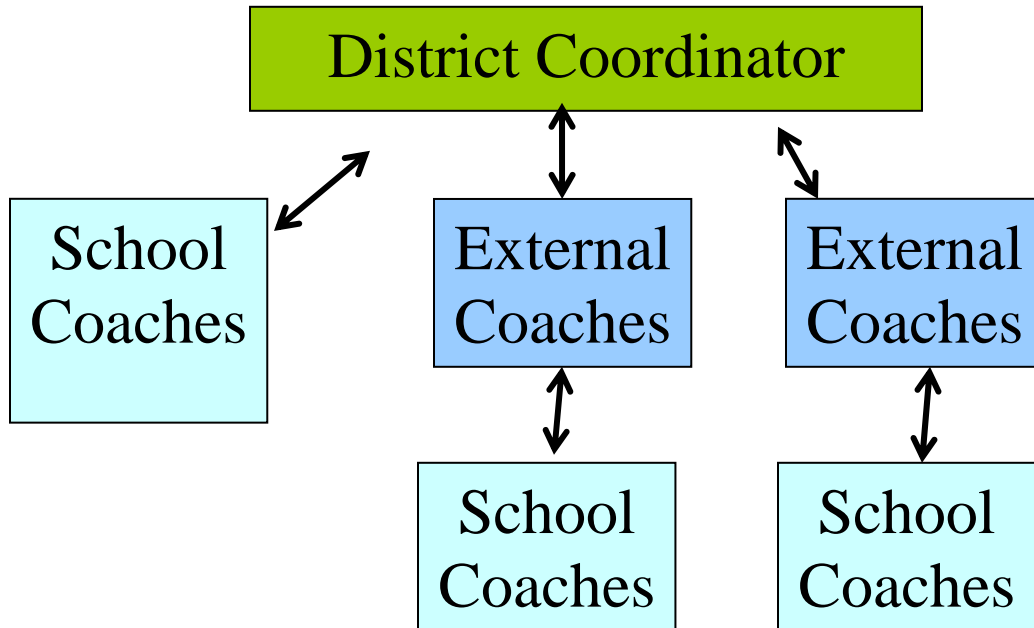 District Coordinator
School
Coaches
External
Coaches
External
Coaches
School
Coaches
School
Coaches